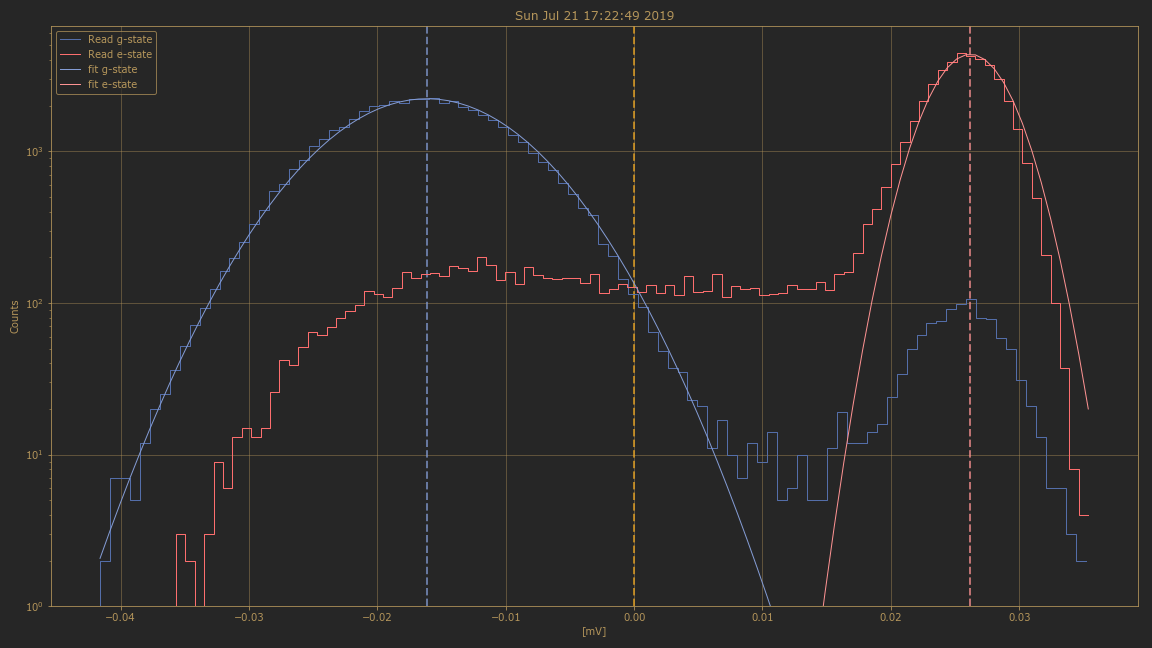 Sun Jul 21 17:22:49 2019
Read g-state
Read e-state
fit g-state
fit e-state
10³
10²
10¹
10⁰
Counts
−0.04 −0.03 −0.02 −0.01 0.00 0.01 0.02 0.03
[mV]